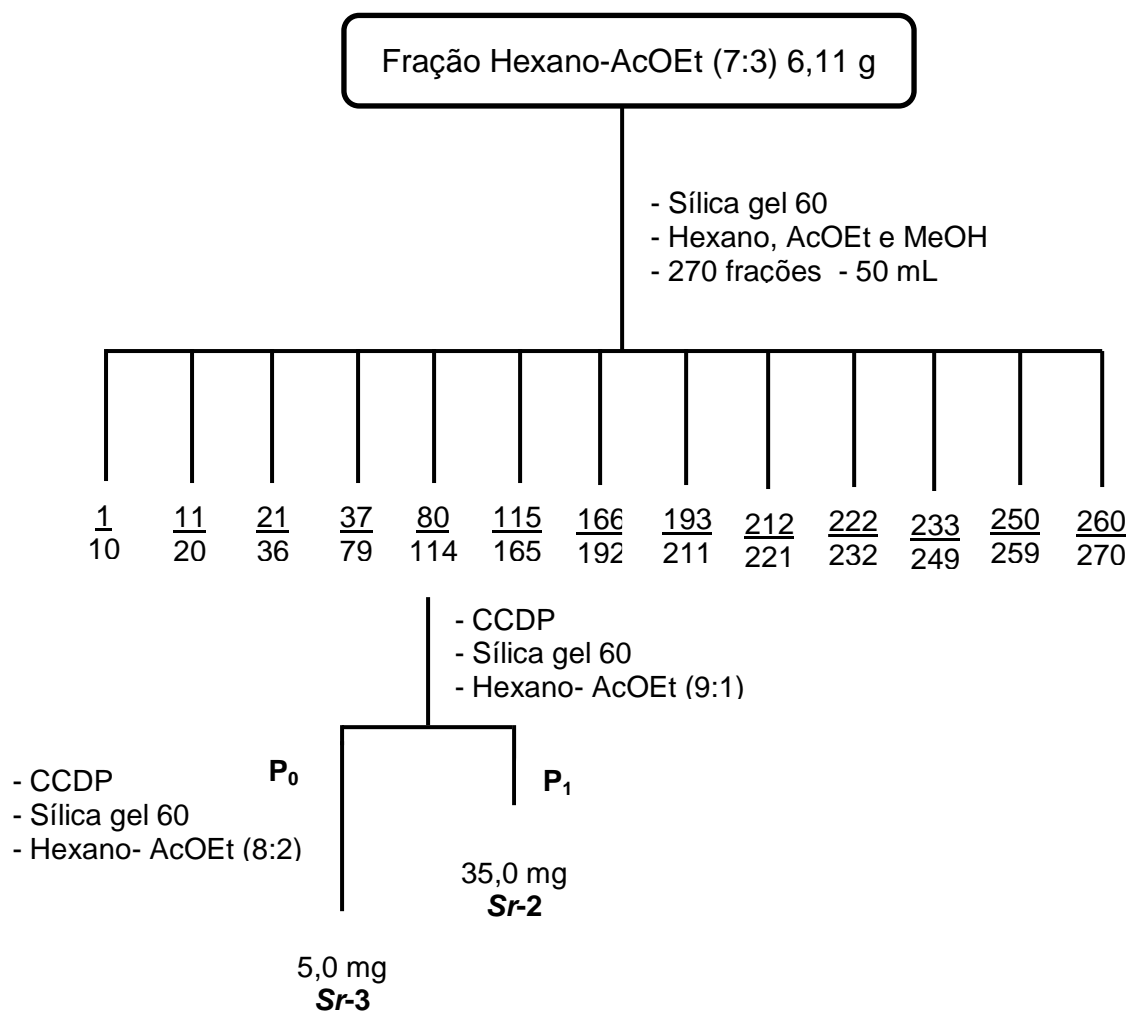 Fração Hexano-AcOEt (7:3) 6,11 g
- Sílica gel 60
- Hexano, AcOEt e MeOH
- 270 frações  - 50 mL
1 11 21 37 80 115 166 193 212 222 233 250 260
10 20 36 79 114 165 192 211 221 232 249 259 270
- CCDP
- Sílica gel 60
- Hexano- AcOEt (9:1)
P₀
P₁
- CCDP
- Sílica gel 60
- Hexano- AcOEt (8:2)
35,0 mg
Sr-2
5,0 mg
Sr-3